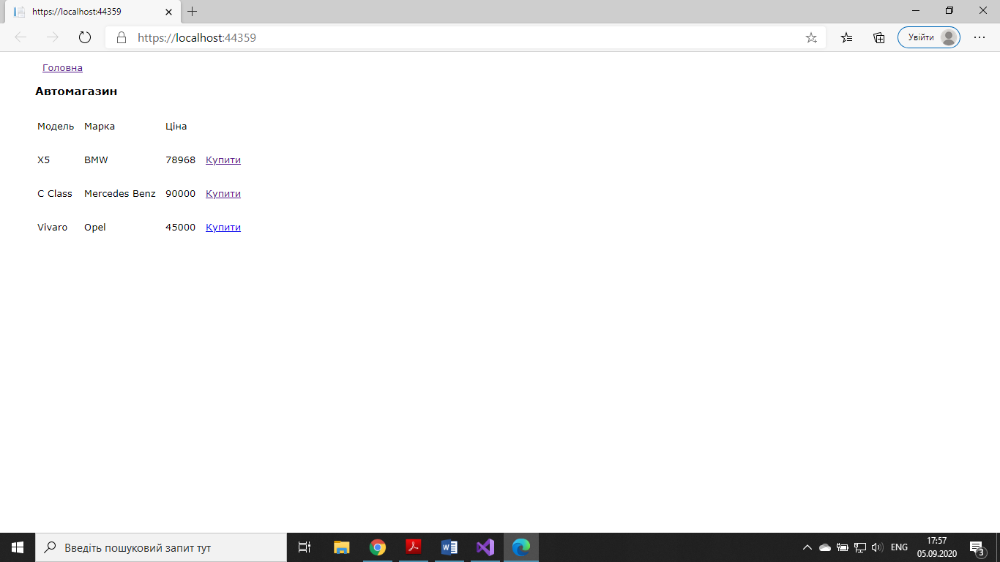 https://localhost:44359
https://localhost:44359
Увійти
Головна
Автомагазин
Модель Марка Ціна
X5 BMW 78968 Купити
C Class Mercedes Benz 90000 Купити
Vivaro Opel 45000 Купити
Введіть пошуковий запит тут
ENG
17:57
05.09.2020
3